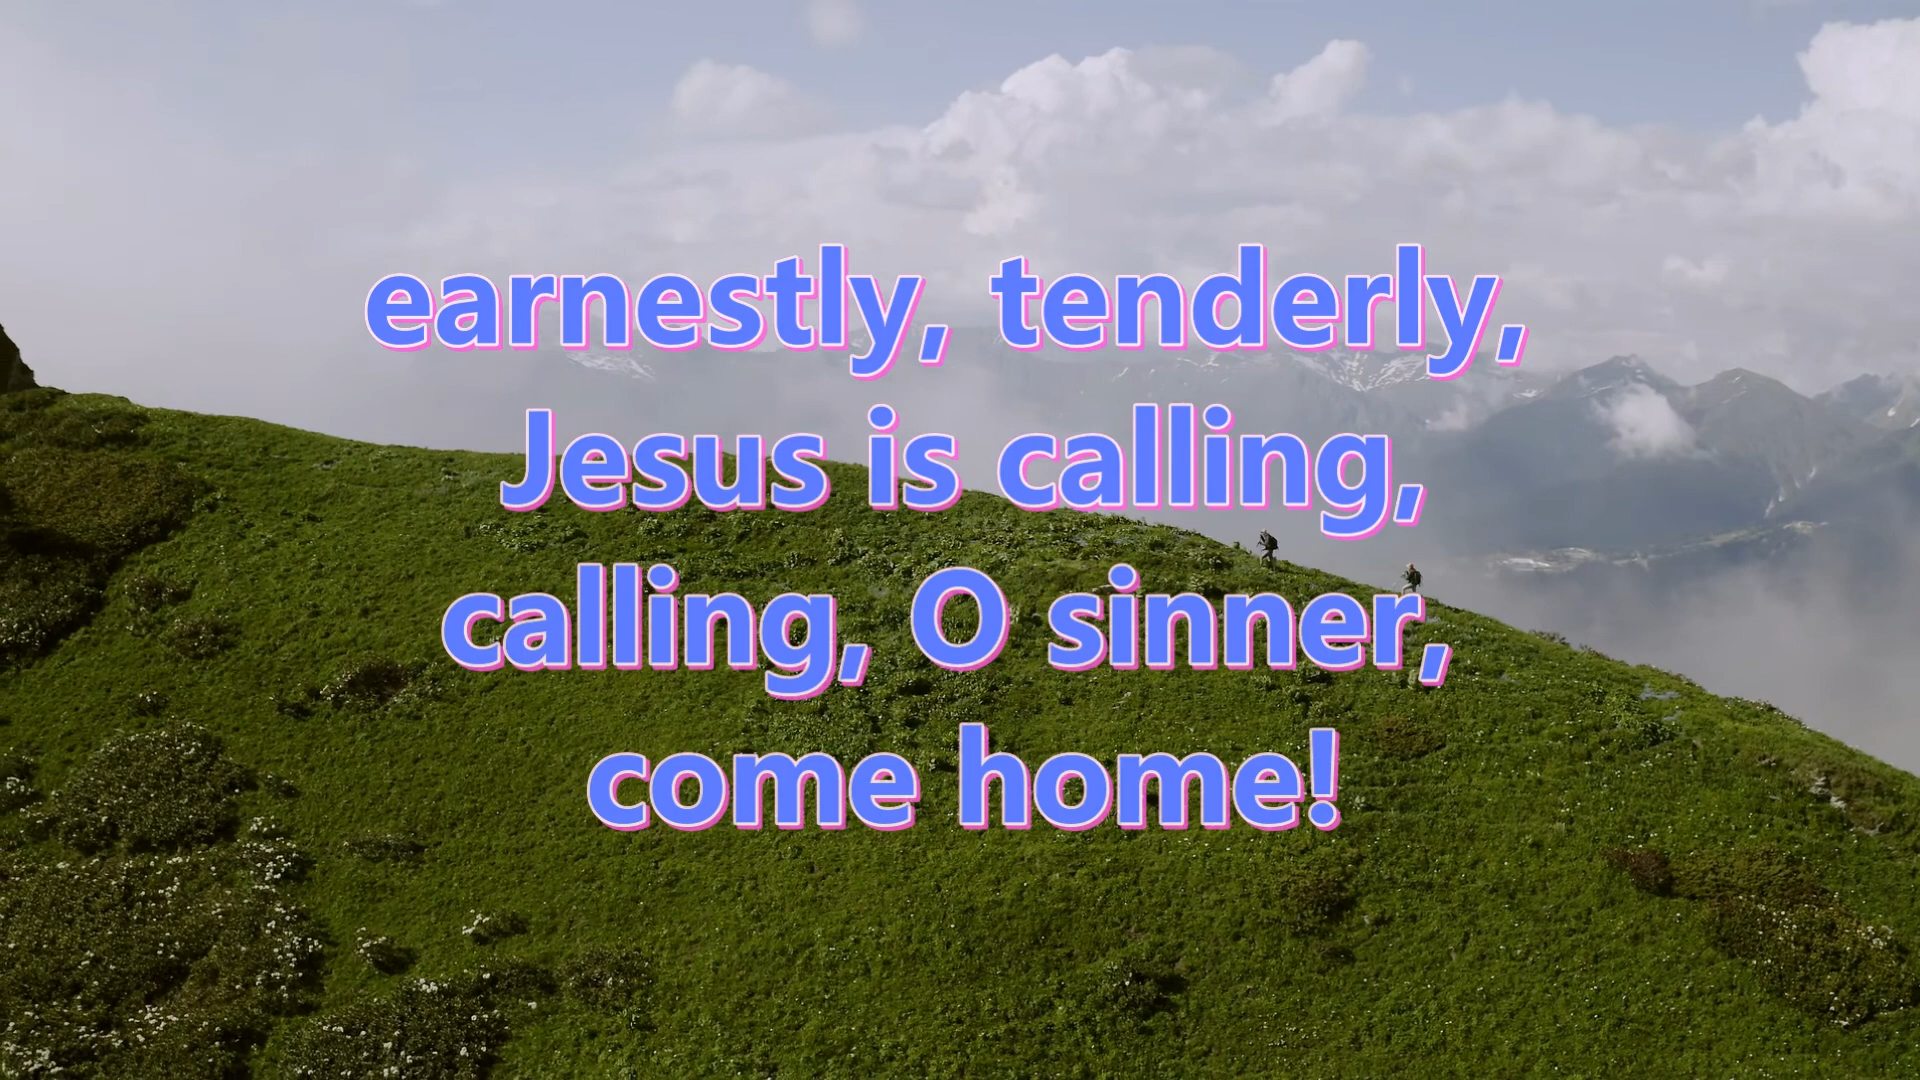 earnestly, tenderly,
Jesus is calling,
calling, O sinner,
come home!